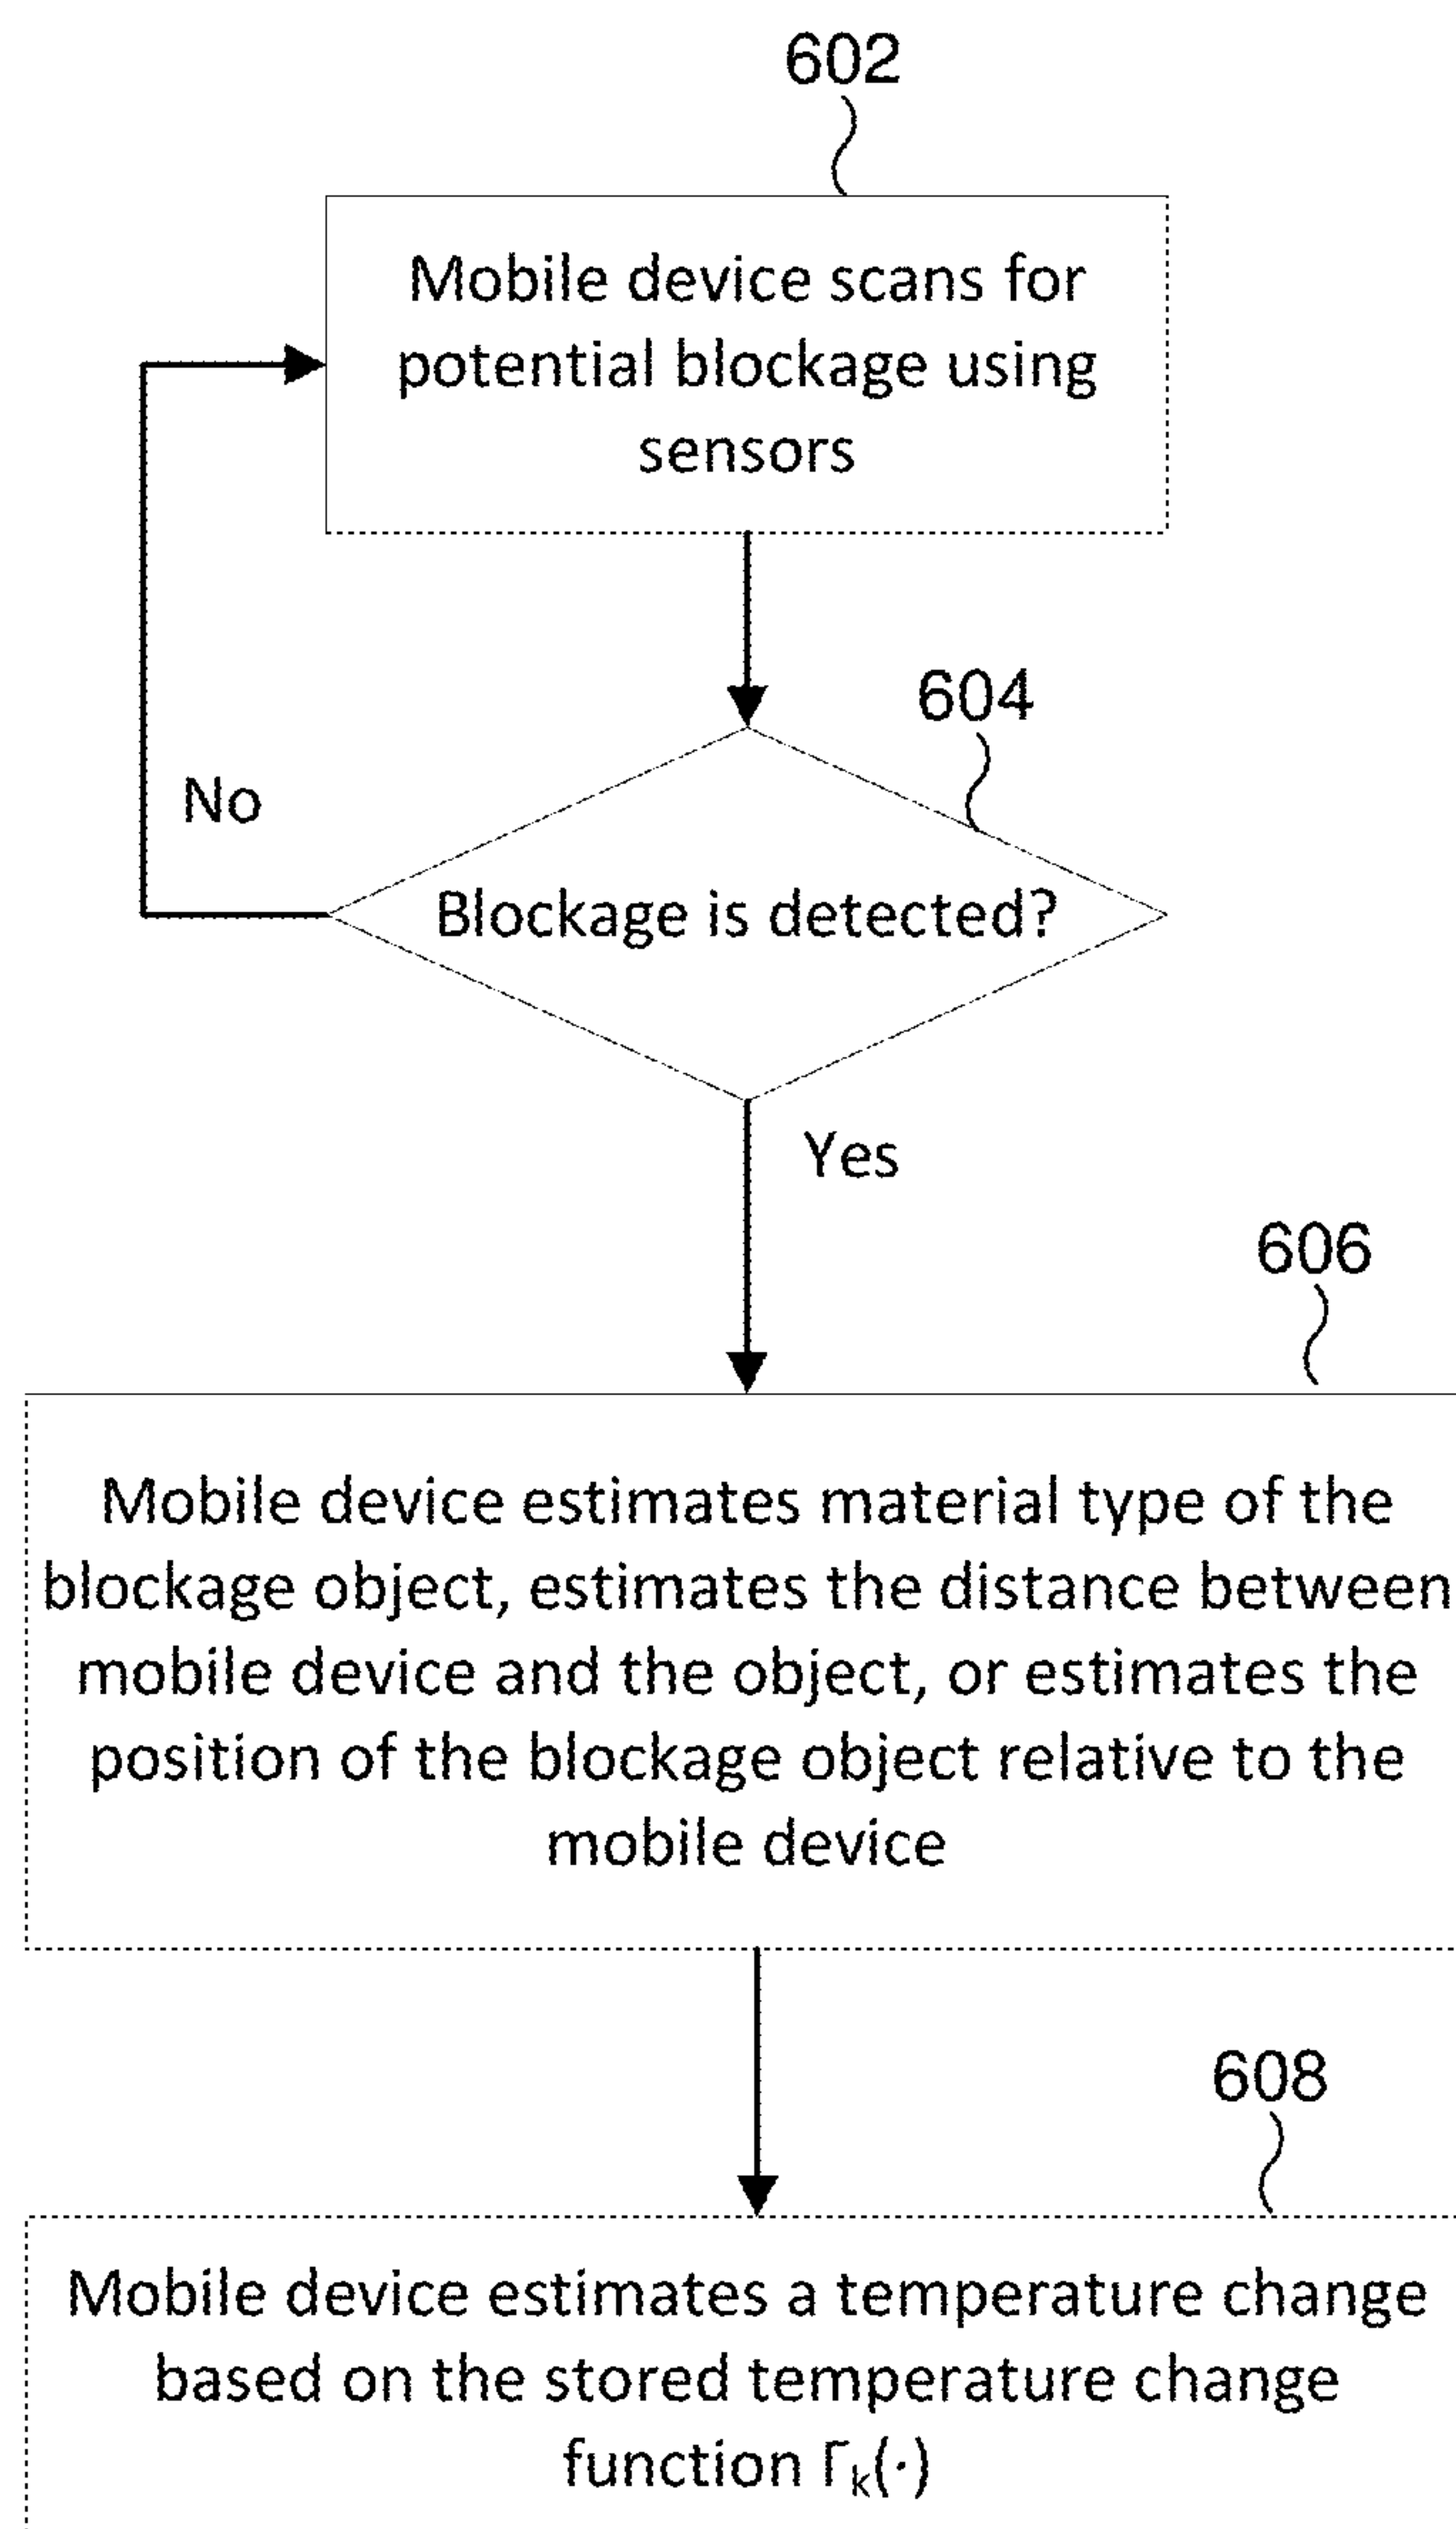 602
Mobile device scans for
potential blockage using
sensors
604
No
Blockage is detected?
Yes
606
Mobile device estimates material type of the
blockage object, estimates the distance between
mobile device and the object, or estimates the
position of the blockage object relative to the
mobile device
608
Mobile device estimates a temperature change
based on the stored temperature change
function Γk(·)